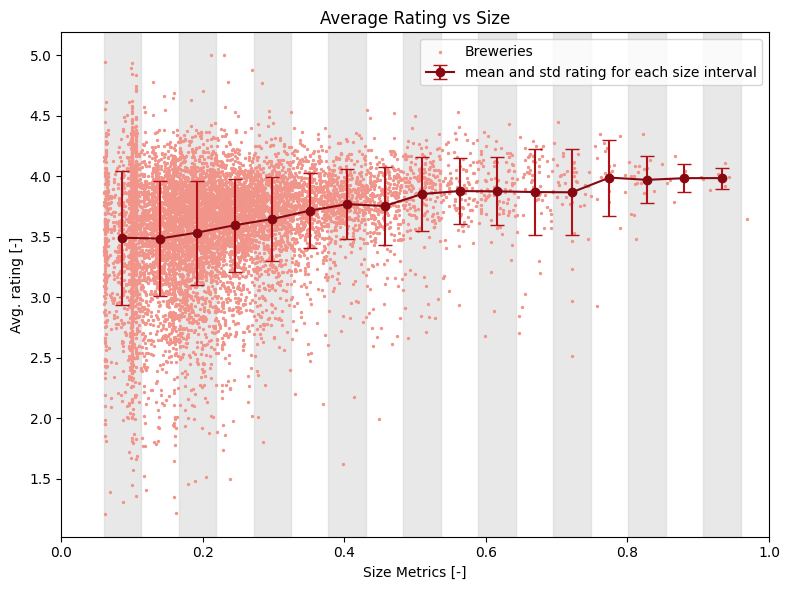 Average Rating vs Size
Breweries
mean and std rating for each size interval
Avg. rating [-]
5.0
4.5
4.0
3.5
3.0
2.5
2.0
1.5
0.0 0.2 0.4 0.6 0.8 1.0
Size Metrics [-]